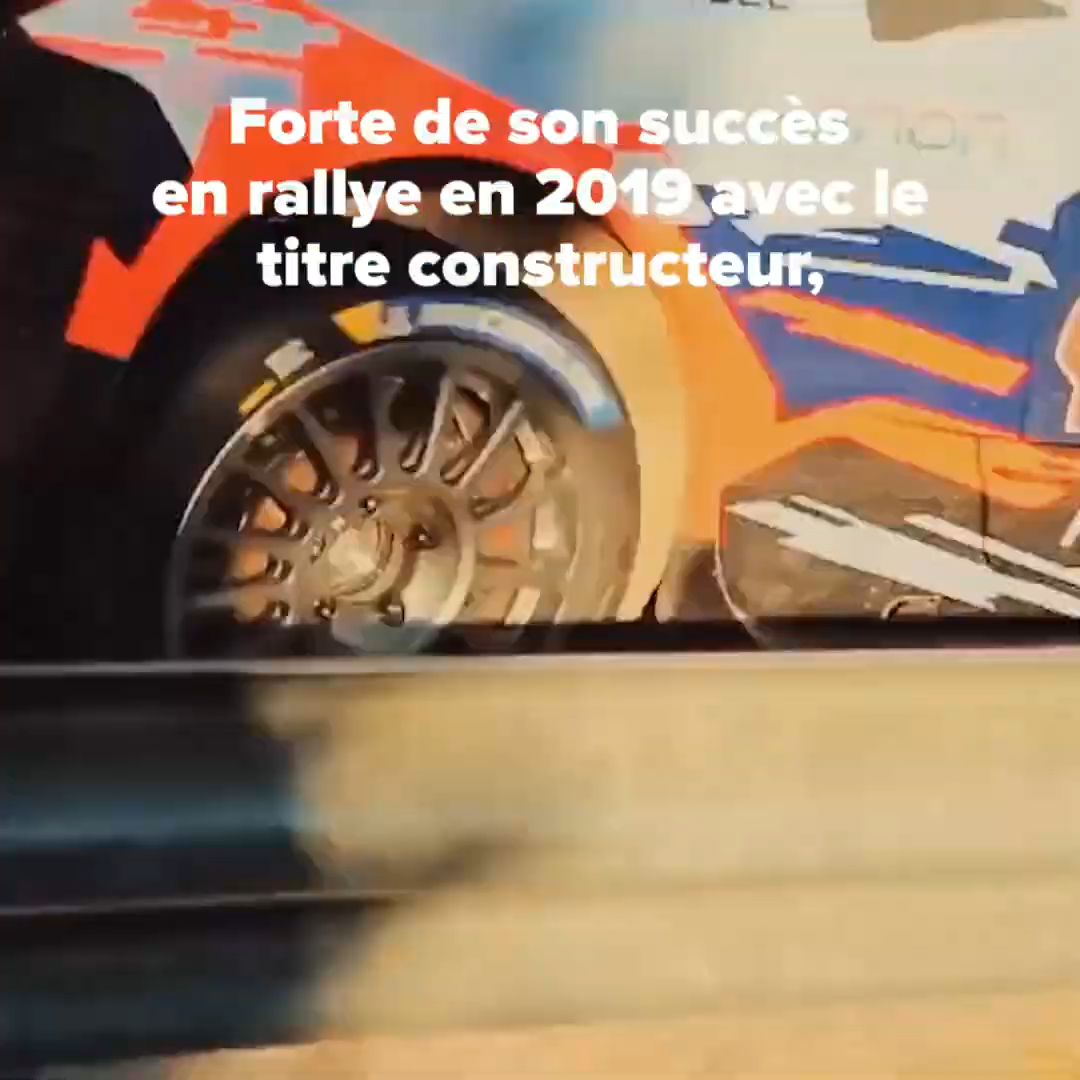 Forte de son succès
en rallye en 2019 avec le
titre constructeur,